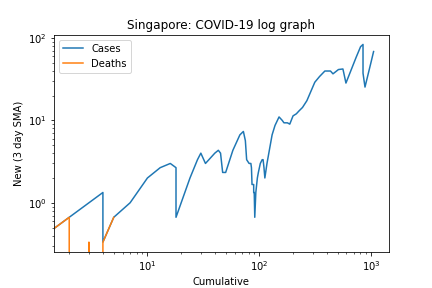 Singapore: COVID-19 log graph
Cases
Deaths
New (3 day SMA)
10²
10¹
10⁰
10¹
10²
10³
Cumulative